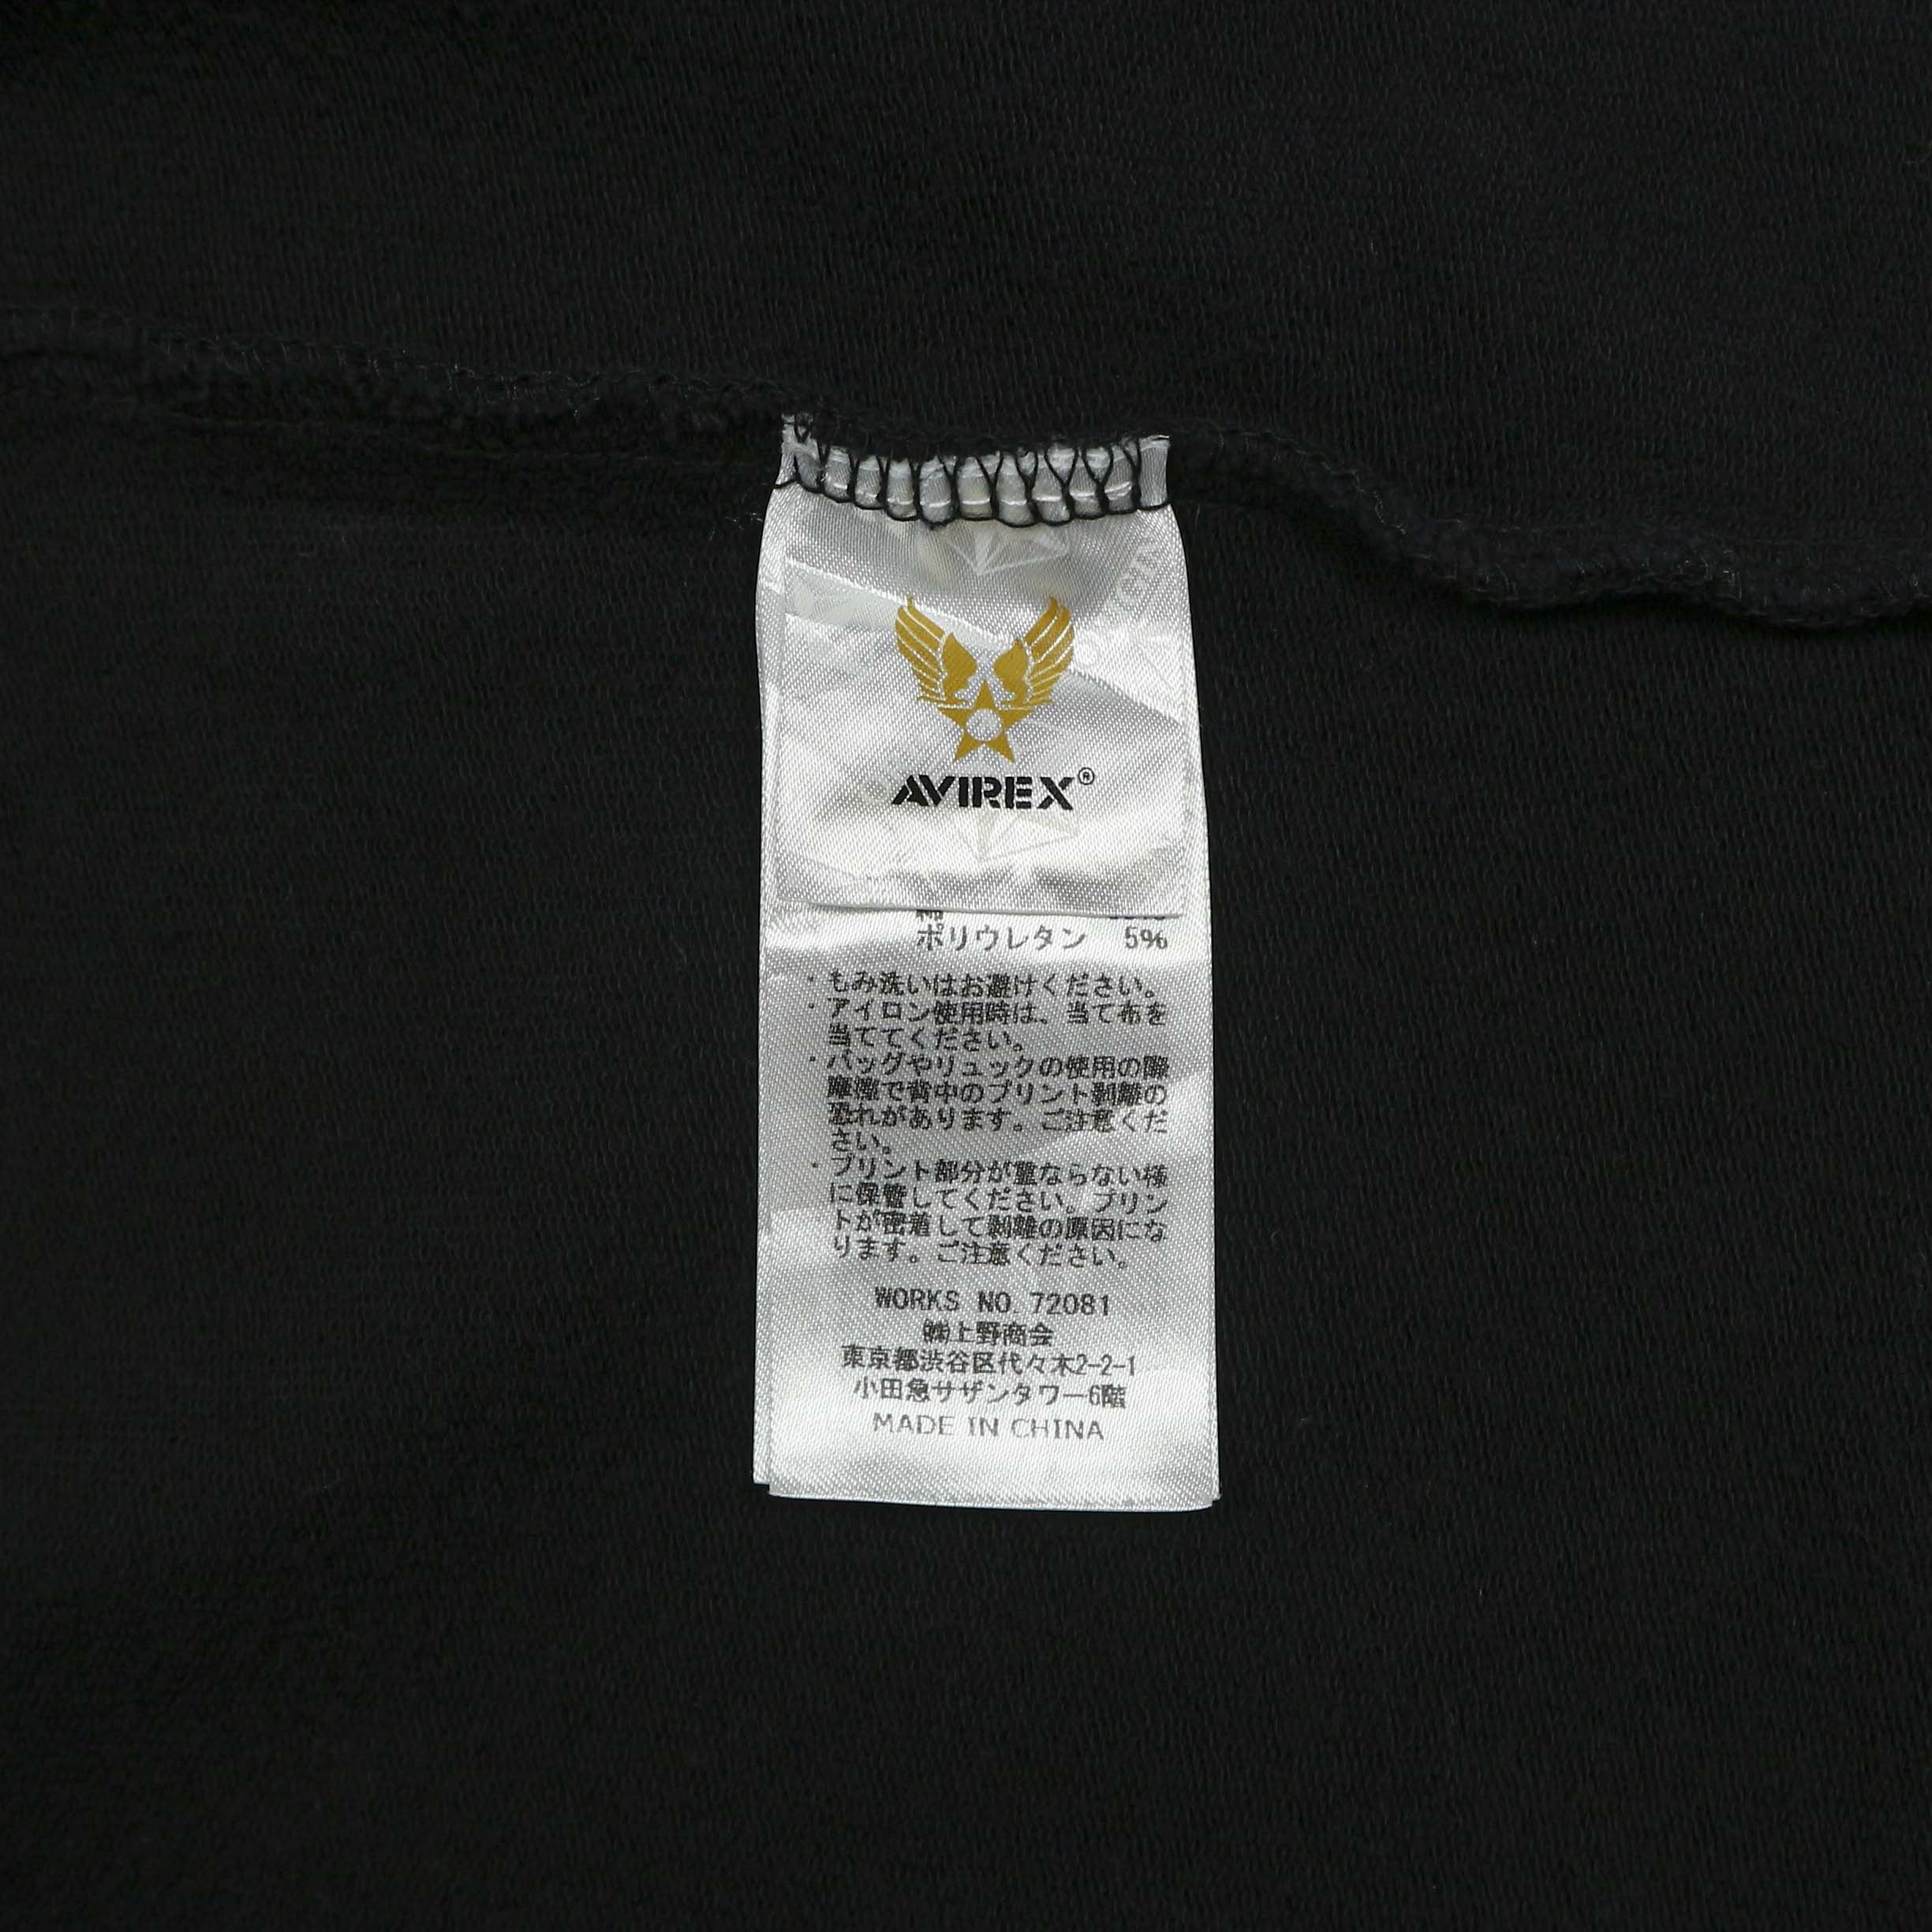 AVIREX®
ポリウレタン 5%
・もみ洗いはお避けください。
・アイロン使用時は、当て布を
当ててください。
・バッグやリュックの使用の際
摩擦で背中のプリント剥離の
恐れがあります。ご注意くだ
さい。
・プリント部分が重ならない様
に保管してください。プリン
トが密着して剥離の原因にな
ります。ご注意ください。
WORKS NO. 72081
㈱上野商会
東京都渋谷区代々木2-2-1
小田急サザンタワー6階
MADE IN CHINA